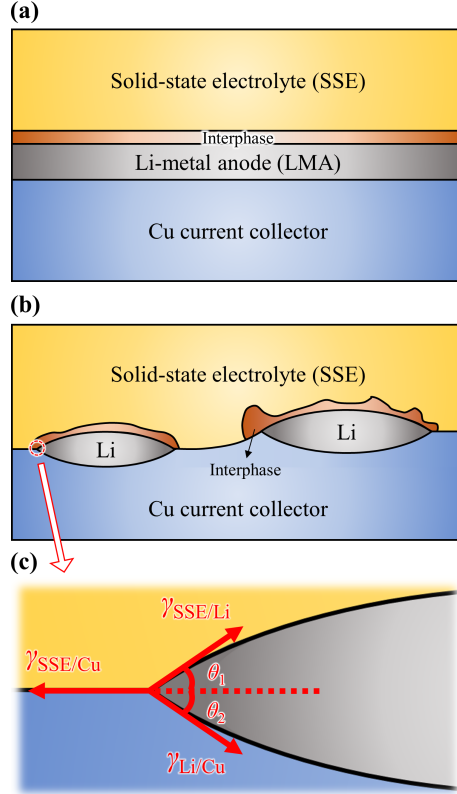 (a)
Solid-state electrolyte (SSE)
Interphase
Li-metal anode (LMA)
Cu current collector
(b)
Solid-state electrolyte (SSE)
Li
Li
Interphase
Cu current collector
(c)
γSSE/Li
γSSE/Cu
θ1
θ2
γLi/Cu